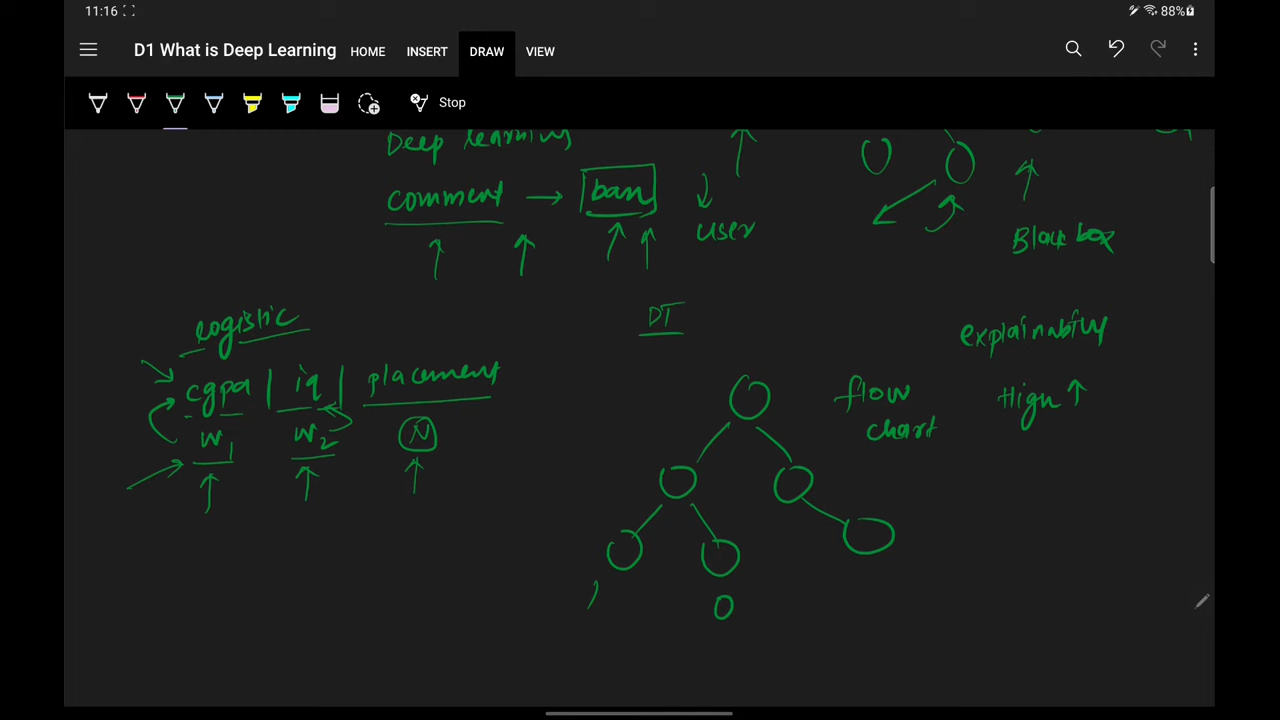 11:16
88%
D1 What is Deep Learning HOME INSERT DRAW VIEW
Stop
Deep learning
comment → ban
user
Black box
logistic
DT
explainability
cgpa | iq | placement
flow
chart
High ↑
W1 W2 N
0